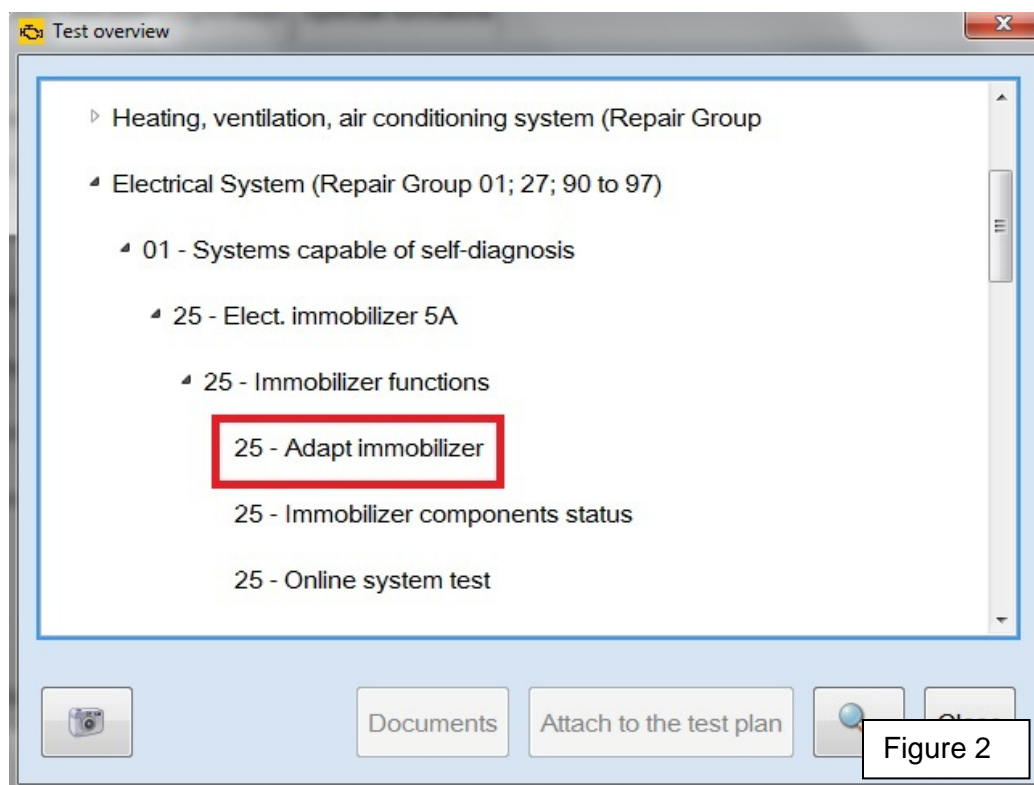 Test overview
Heating, ventilation, air conditioning system (Repair Group
Electrical System (Repair Group 01; 27; 90 to 97)
01 - Systems capable of self-diagnosis
25 - Elect. immobilizer 5A
25 - Immobilizer functions
25 - Adapt immobilizer
25 - Immobilizer components status
25 - Online system test
Documents
Attach to the test plan
Figure 2